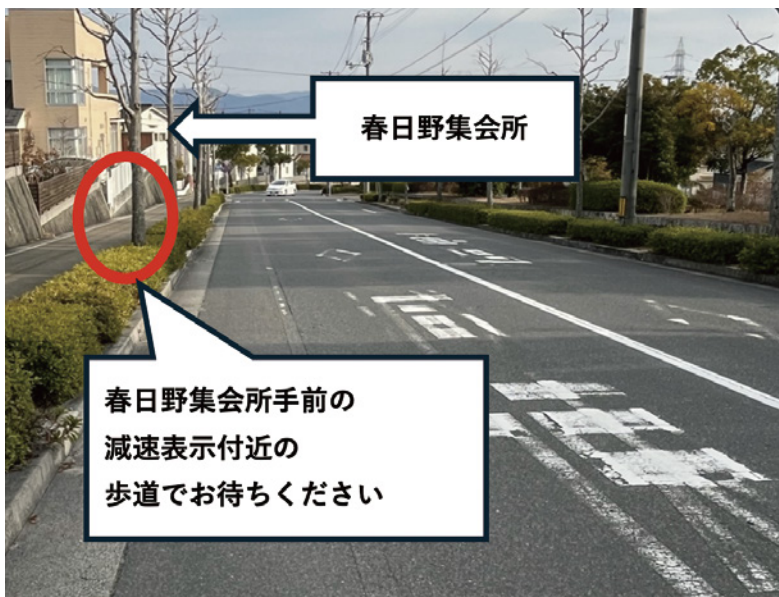 春日野集会所
春日野集会所手前の
減速表示付近の
歩道でお待ちください